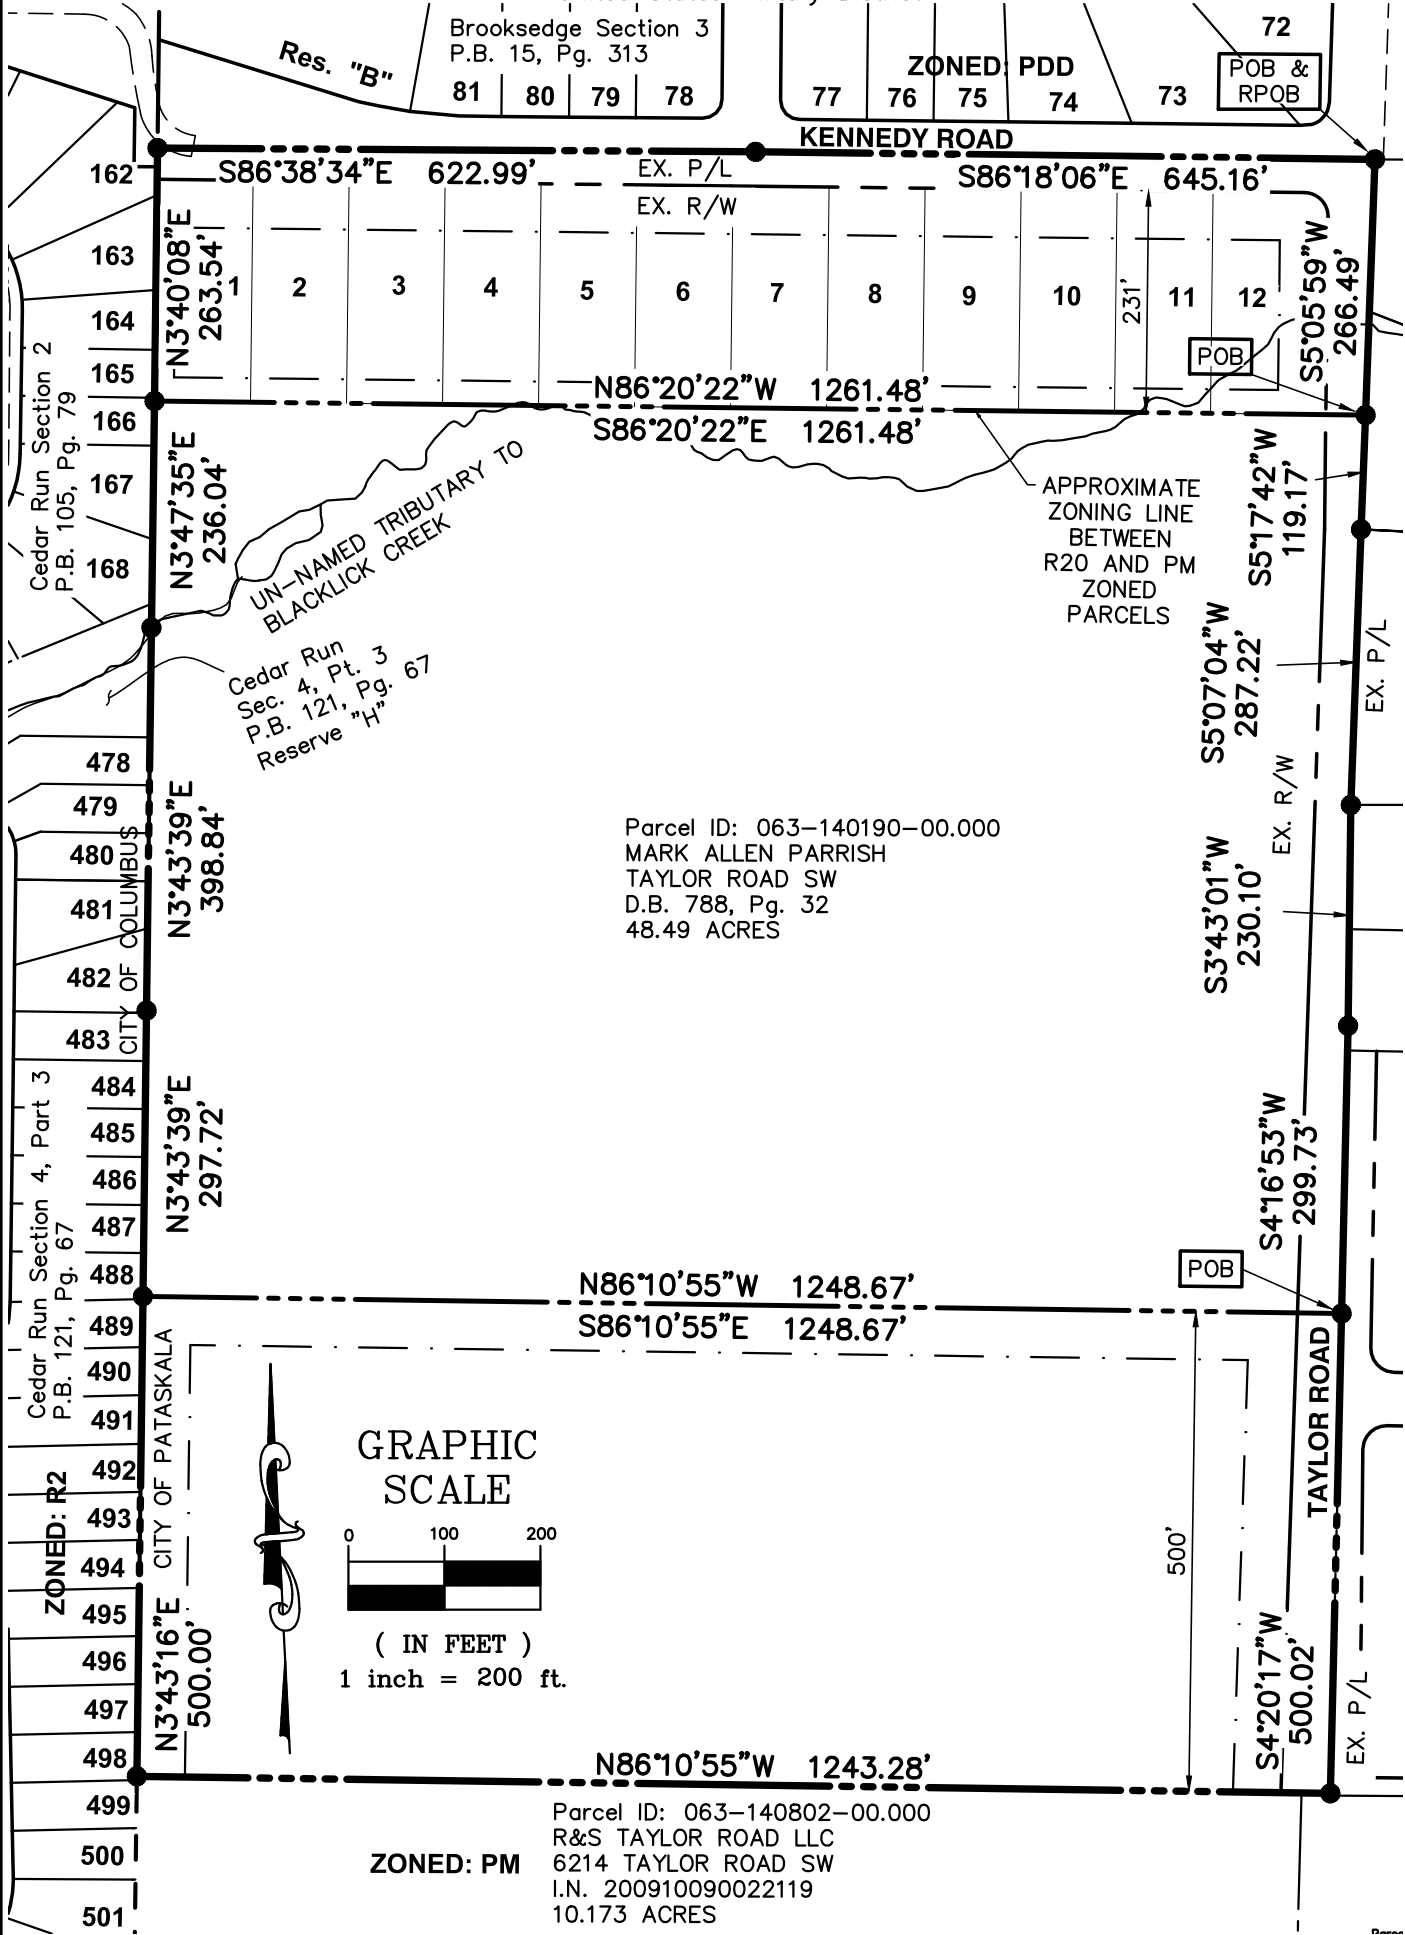 Brooksedge Section 3
P.B. 15, Pg. 313
Res. "B"
81
80
79
78
77
76
75
74
73
72
ZONED: PDD
POB &
RPOB
KENNEDY ROAD
S86°38'34"E 622.99'
EX. P/L
EX. R/W
S86°18'06"E 645.16'
162
163
164
165
166
167
168
Cedar Run Section 2
P.B. 105, Pg. 79
N3°40'08"E
263.54'
1
2
3
4
5
6
7
8
9
10
11
12
231'
S5°05'59"W
266.49'
POB
N86°20'22"W 1261.48'
S86°20'22"E 1261.48'
N3°47'35"E
236.04'
UN-NAMED TRIBUTARY TO
BLACKLICK CREEK
APPROXIMATE
ZONING LINE
BETWEEN
R20 AND PM
ZONED
PARCELS
S5°17'42"W
119.17'
Cedar Run
Sec. 4, Pt. 3
P.B. 121, Pg. 67
Reserve "H"
S5°07'04"W
287.22'
EX. P/L
EX. R/W
478
479
480
481
482
483
484
485
486
487
488
489
490
491
492
493
494
495
496
497
498
499
500
501
CITY OF COLUMBUS
N3°43'39"E
398.84'
Parcel ID: 063-140190-00.000
MARK ALLEN PARRISH
TAYLOR ROAD SW
D.B. 788, Pg. 32
48.49 ACRES
S3°43'01"W
230.10'
Cedar Run Section 4, Part 3
P.B. 121, Pg. 67
N3°43'39"E
297.72'
S4°16'53"W
299.73'
POB
N86°10'55"W 1248.67'
S86°10'55"E 1248.67'
CITY OF PATASKALA
ZONED: R2
TAYLOR ROAD
GRAPHIC
SCALE
0 100 200
( IN FEET )
1 inch = 200 ft.
500'
N3°43'16"E
500.00'
S4°20'17"W
500.02'
EX. P/L
N86°10'55"W 1243.28'
ZONED: PM
Parcel ID: 063-140802-00.000
R&S TAYLOR ROAD LLC
6214 TAYLOR ROAD SW
I.N. 200910090022119
10.173 ACRES